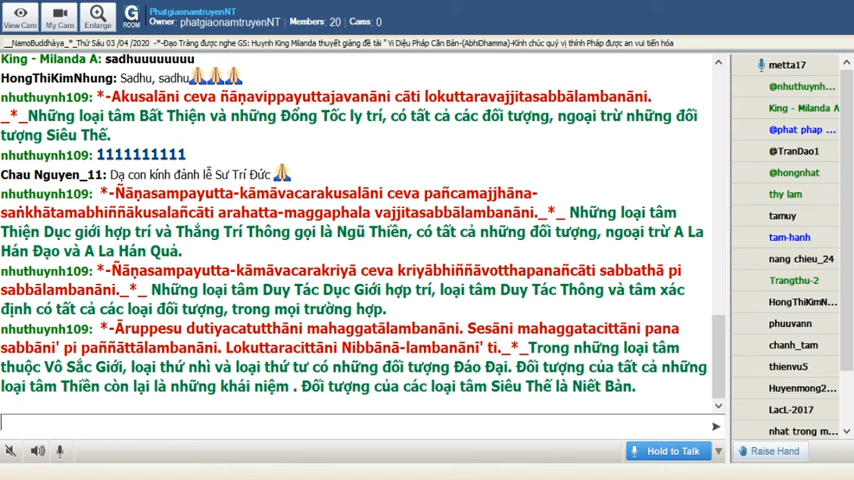 PhatgiaonamtruyenNT
View Cam
My Cam
Enlarge
G
ROOM
Owner: phatgiaonamtruyenNT | Members: 20 | Cams: 0
__NamoBuddhàya_*_Thứ Sáu 03 /04 /2020 -*-Đạo Tràng được nghe GS: Huynh King Milanda thuyết giảng đề tài " Vi Diệu Pháp Căn Bản-(AbhiDhamma)-Kính chúc quý vị thính Pháp được an vui tiến hóa
King - Milanda A: sadhuuuuuuuu
HongThiKimNhung: Sadhu, sadhu🙏🙏🙏
nhuthuynh109: *-Akusalāni ceva ñāṇavippayuttajavanāni cāti lokuttaravajjitasabbālambanāni.
_*_Những loại tâm Bất Thiện và những Đổng Tốc ly trí, có tất cả các đối tượng, ngoại trừ những đối
tượng Siêu Thế.
nhuthuynh109: 1111111111
Chau Nguyen_11: Dạ con kính đảnh lễ Sư Trí Đức 🙏
nhuthuynh109: *-Ñāṇasampayutta-kāmāvacarakusalāni ceva pañcamajjhāna-
saṅkhātamabhiññākusalañcāti arahatta-maggaphala vajjitasabbālambanāni._*_ Những loại tâm
Thiện Dục giới hợp trí và Thắng Trí Thông gọi là Ngũ Thiền, có tất cả những đối tượng, ngoại trừ A La
Hán Đạo và A La Hán Quả.
nhuthuynh109: *-Ñāṇasampayutta-kāmāvacarakriyā ceva kriyābhiññāvotthapanañcāti sabbathā pi
sabbālambanāni._*_ Những loại tâm Duy Tác Dục Giới hợp trí, loại tâm Duy Tác Thông và tâm xác
định có tất cả các loại đối tượng, trong mọi trường hợp.
nhuthuynh109: *-Āruppesu dutiyacatutthāni mahaggatālambanāni. Sesāni mahaggatacittāni pana
sabbāni' pi paññāttālambanāni. Lokuttaracittāni Nibbānā-lambanānī' ti._*_Trong những loại tâm
thuộc Vô Sắc Giới, loại thứ nhì và loại thứ tư có những đối tượng Đáo Đại. Đối tượng của tất cả những
loại tâm Thiền còn lại là những khái niệm . Đối tượng của các loại tâm Siêu Thế là Niết Bàn.
metta17
@nhuthuynh...
King - Milanda A
@phat phap ...
@TranDao1
@hongnhat
thy lam
tamuy
tam-hanh
nang chieu_24
Trangthu-2
HongThiKimN...
phuuvann
chanh_tam
thienvu5
Huyenmong2...
LacL-2017
nhat trong m...
Hold to Talk
Raise Hand